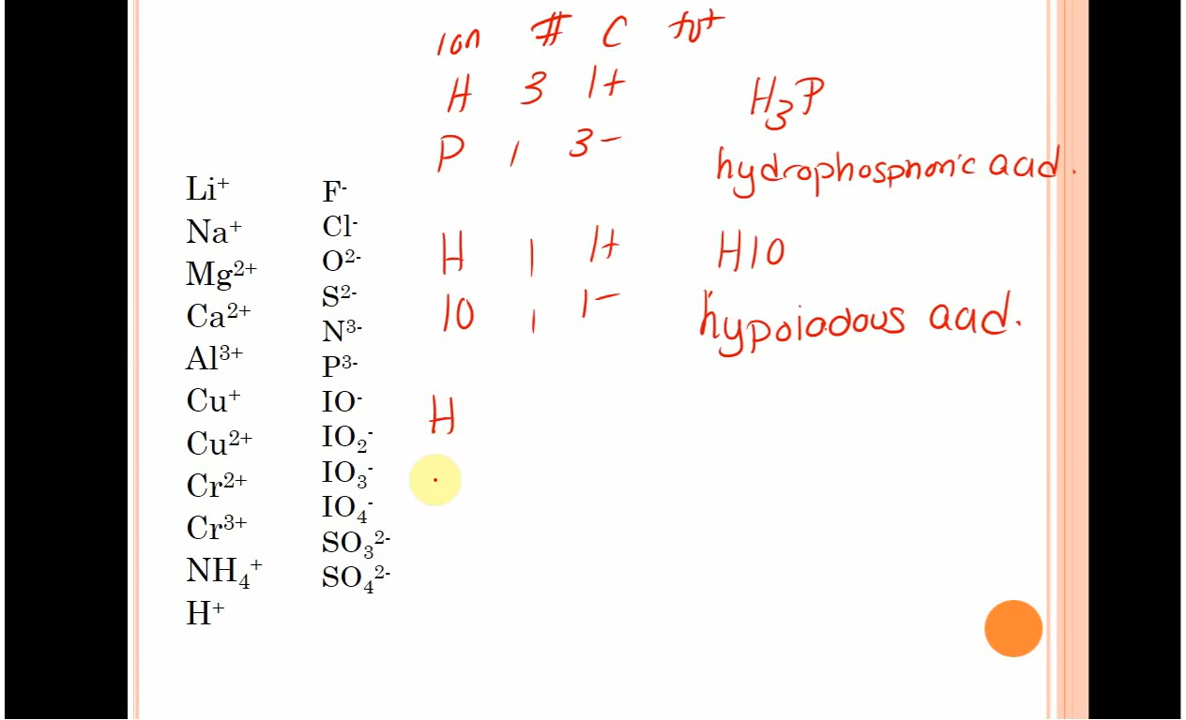 Ion # C tot
H 3 1+ H₃P
P 1 3-
hydrophosphoric acid.
H 1 1+ HIO
IO 1 1-
hypoiodous acid.
H
Li⁺
Na⁺
Mg²⁺
Ca²⁺
Al³⁺
Cu⁺
Cu²⁺
Cr²⁺
Cr³⁺
NH₄⁺
H⁺
F⁻
Cl⁻
O²⁻
S²⁻
N³⁻
P³⁻
IO⁻
IO₂⁻
IO₃⁻
IO₄⁻
SO₃²⁻
SO₄²⁻